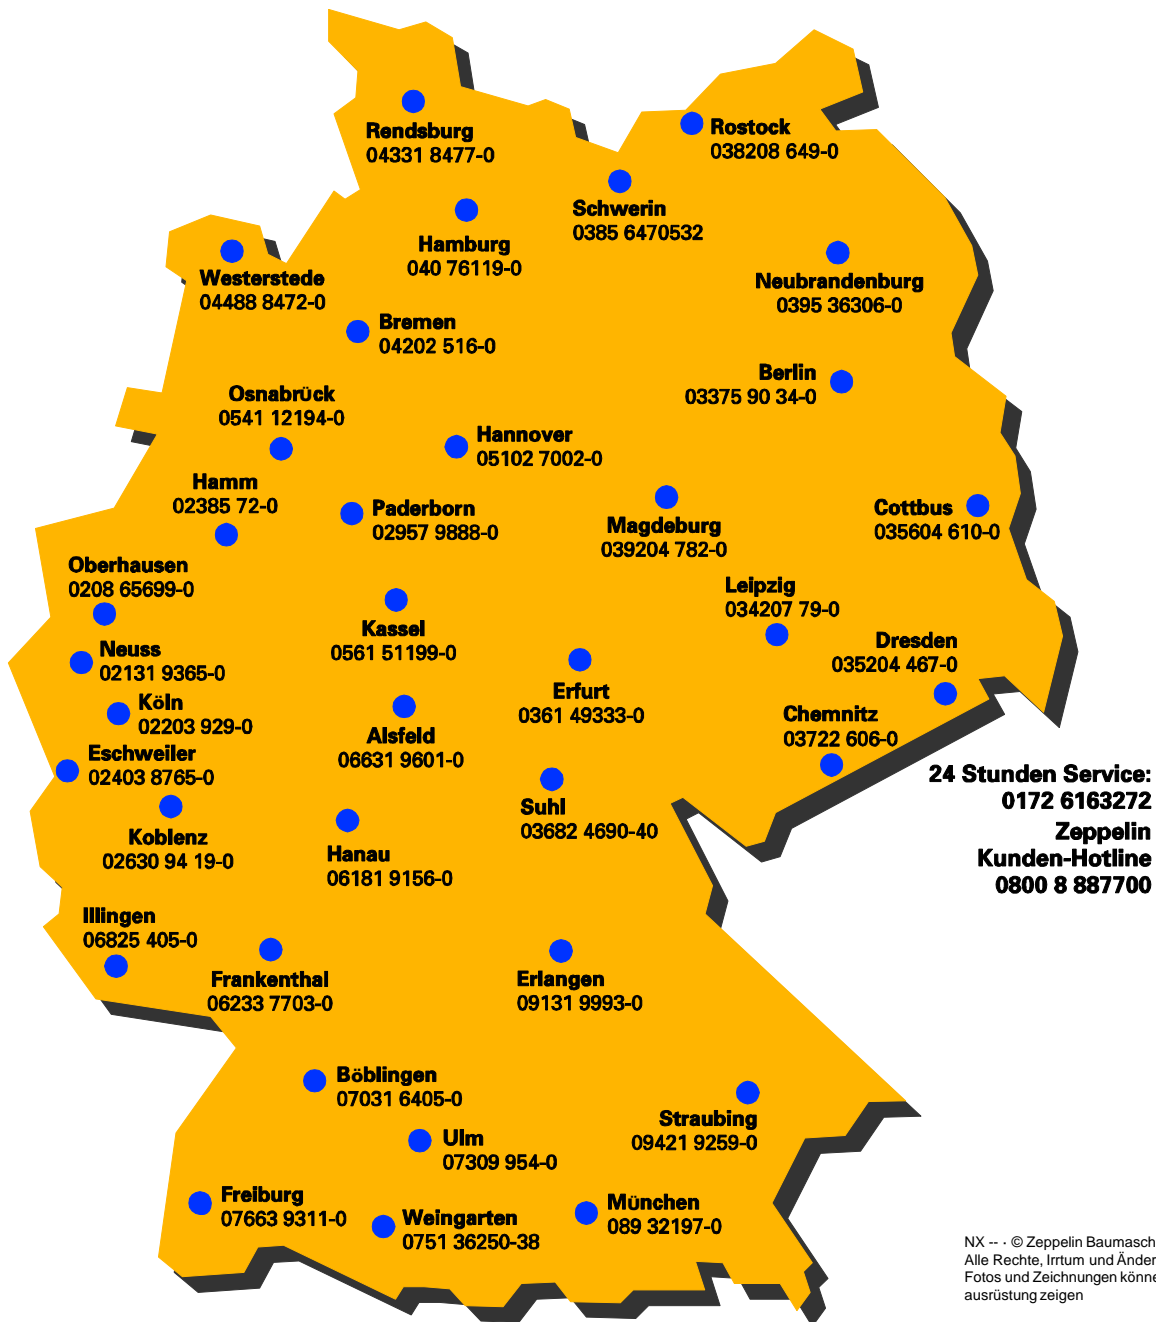 Rendsburg
04331 8477-0
Rostock
038208 649-0
Schwerin
0385 6470532
Hamburg
040 76119-0
Westerstede
04488 8472-0
Neubrandenburg
0395 36306-0
Bremen
04202 516-0
Berlin
03375 90 34-0
Osnabrück
0541 12194-0
Hannover
05102 7002-0
Hamm
02385 72-0
Paderborn
02957 9888-0
Magdeburg
039204 782-0
Cottbus
035604 610-0
Oberhausen
0208 65699-0
Leipzig
034207 79-0
Kassel
0561 51199-0
Neuss
02131 9365-0
Dresden
035204 467-0
Erfurt
0361 49333-0
Köln
02203 929-0
Chemnitz
03722 606-0
Alsfeld
06631 9601-0
Eschweiler
02403 8765-0
24 Stunden Service:
0172 6163272
Zeppelin
Kunden-Hotline
0800 8 887700
Suhl
03682 4690-40
Koblenz
02630 94 19-0
Hanau
06181 9156-0
Illingen
06825 405-0
Frankenthal
06233 7703-0
Erlangen
09131 9993-0
Böblingen
07031 6405-0
Straubing
09421 9259-0
Ulm
07309 954-0
Freiburg
07663 9311-0
Weingarten
0751 36250-38
München
089 32197-0
NX -- · © Zeppelin Baumasch
Alle Rechte, Irrtum und Änder
Fotos und Zeichnungen könne
ausrüstung zeigen